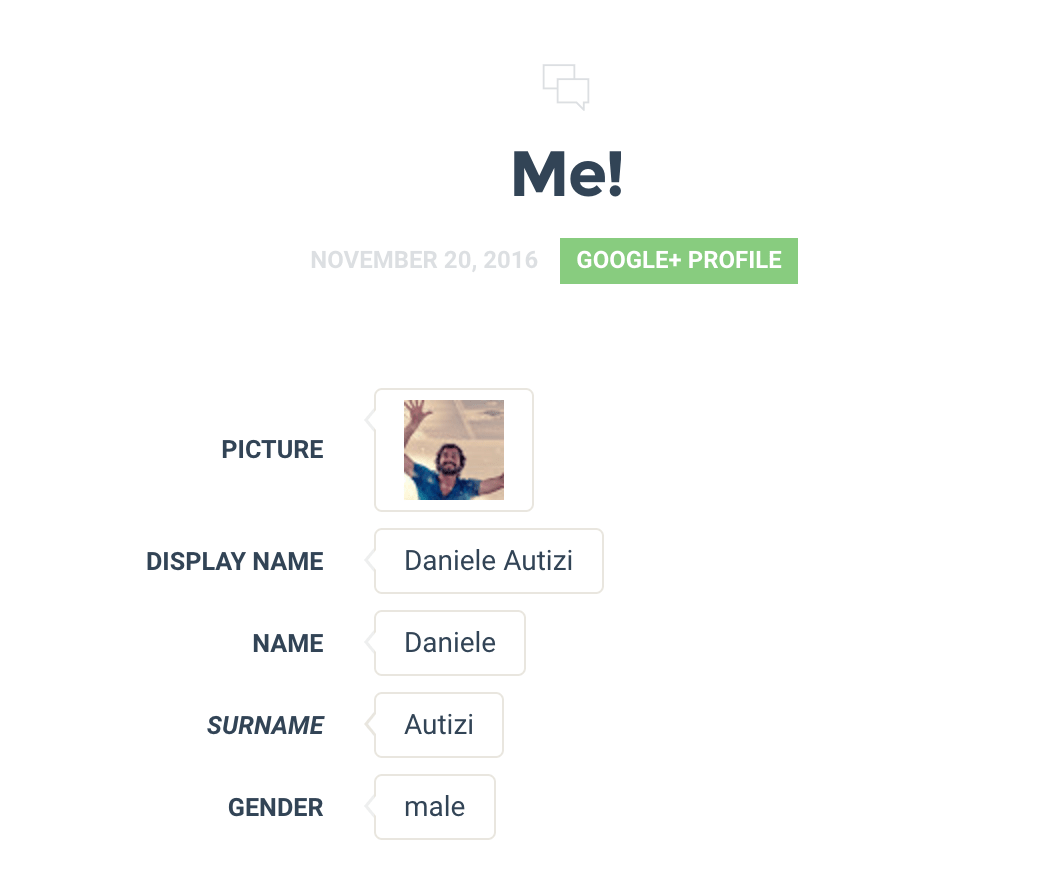 Me!
NOVEMBER 20, 2016 GOOGLE+ PROFILE
PICTURE
DISPLAY NAME Daniele Autizi
NAME Daniele
SURNAME Autizi
GENDER male